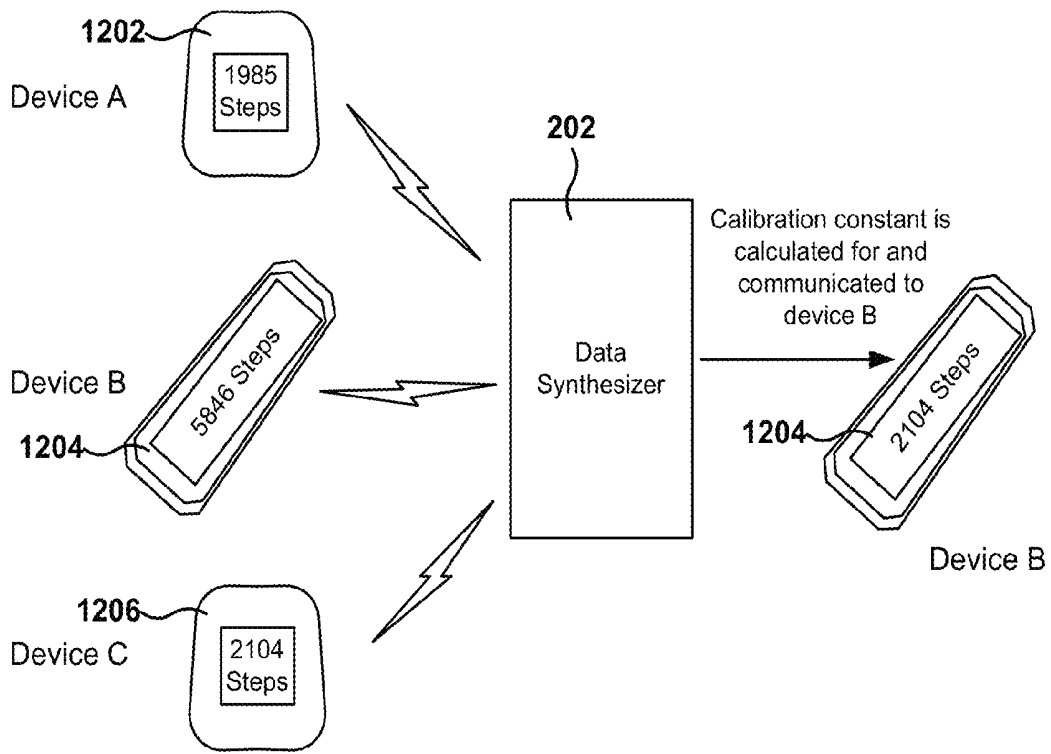 1202
Device A
1985
Steps
202
Calibration constant is
calculated for and
communicated to
device B
Device B
5846 Steps
1204
Data
Synthesizer
1204
2104 Steps
Device B
1206
Device C
2104
Steps